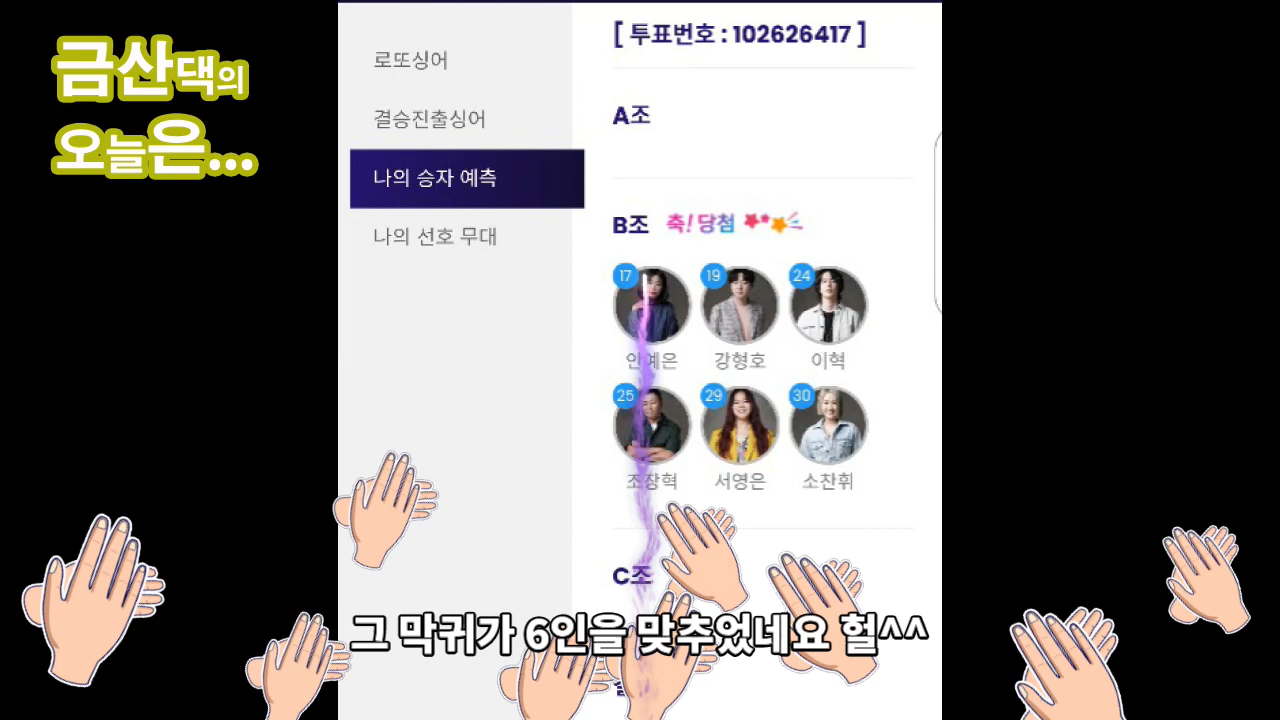 금산댁의
오늘은...
로또싱어
결승진출싱어
나의 승자 예측
나의 선호 무대
[ 투표번호 : 102626417 ]
A조
B조 축! 당첨
17 19 24
안예은 강형호 이혁
25 29 30
조장혁 서영은 소찬휘
C조
그 막귀가 6인을 맞추었네요 헐^^